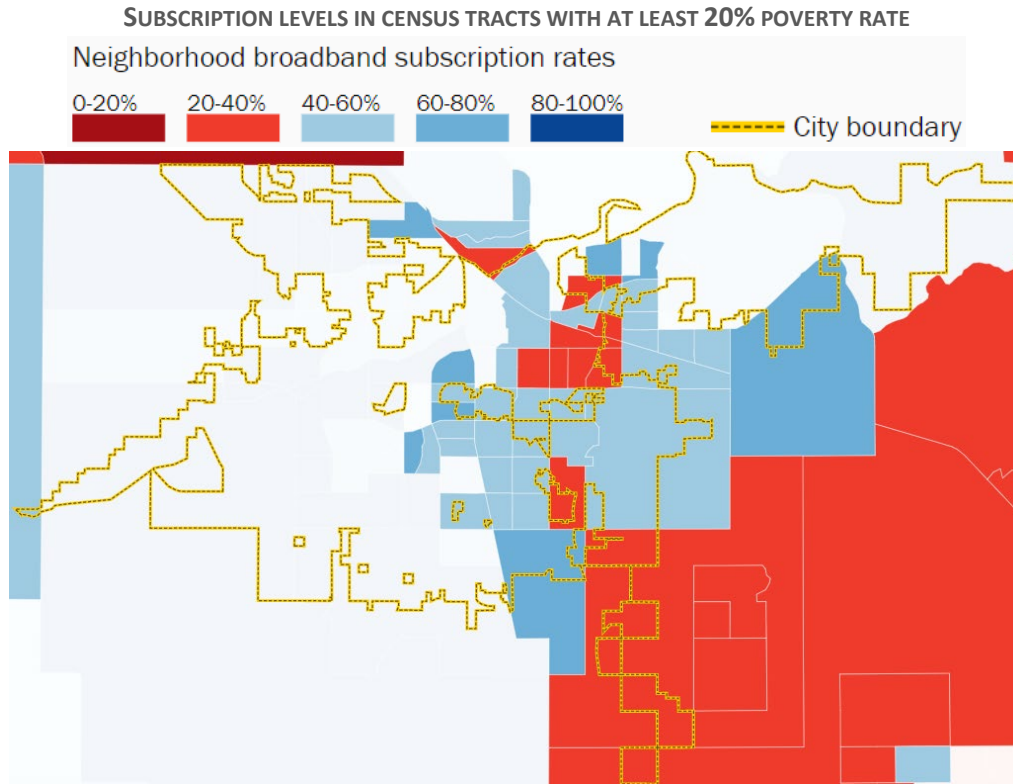 SUBSCRIPTION LEVELS IN CENSUS TRACTS WITH AT LEAST 20% POVERTY RATE
Neighborhood broadband subscription rates
0-20% 20-40% 40-60% 60-80% 80-100%
City boundary